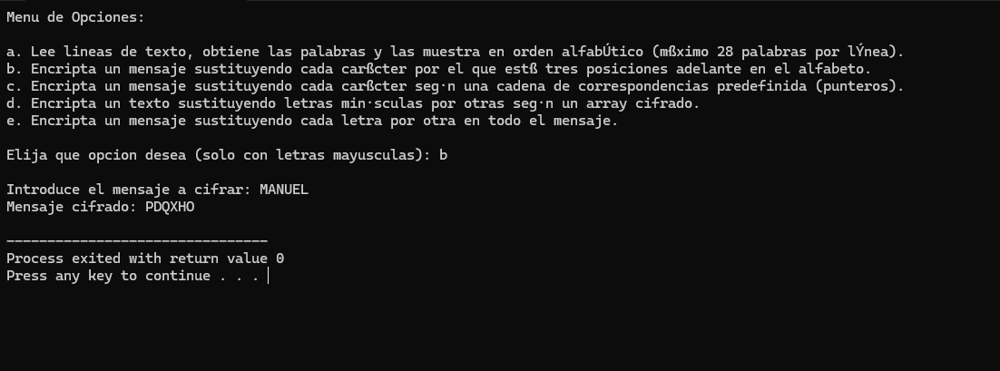 Menu de Opciones:
a. Lee lineas de texto, obtiene las palabras y las muestra en orden alfabÚtico (mßximo 28 palabras por lÝnea).
b. Encripta un mensaje sustituyendo cada carßcter por el que estß tres posiciones adelante en el alfabeto.
c. Encripta un mensaje sustituyendo cada carßcter seg·n una cadena de correspondencias predefinida (punteros).
d. Encripta un texto sustituyendo letras min·sculas por otras seg·n un array cifrado.
e. Encripta un mensaje sustituyendo cada letra por otra en todo el mensaje.
Elija que opcion desea (solo con letras mayusculas): b
Introduce el mensaje a cifrar: MANUEL
Mensaje cifrado: PDQXHO
--------------------------------
Process exited with return value 0
Press any key to continue . . .